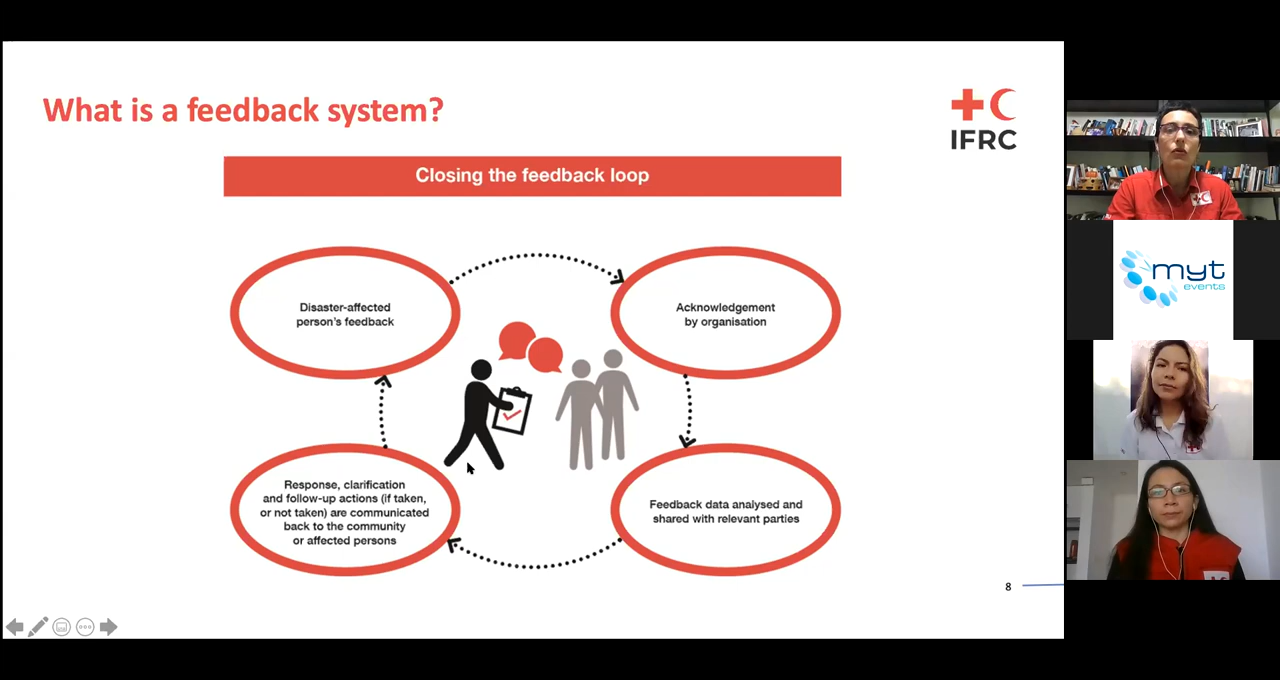 What is a feedback system?
IFRC
Closing the feedback loop
Disaster-affected
person's feedback
Acknowledgement
by organisation
Response, clarification
and follow-up actions (if taken,
or not taken) are communicated
back to the community
or affected persons
Feedback data analysed and
shared with relevant parties
8
myt
events